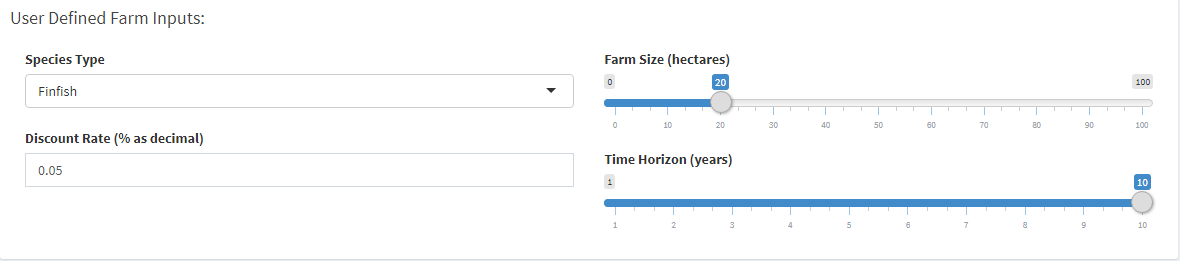 User Defined Farm Inputs:
Species Type
Finfish
Discount Rate (% as decimal)
0.05
Farm Size (hectares)
0 20 100
0 10 20 30 40 50 60 70 80 90 100
Time Horizon (years)
1 10
1 2 3 4 5 6 7 8 9 10